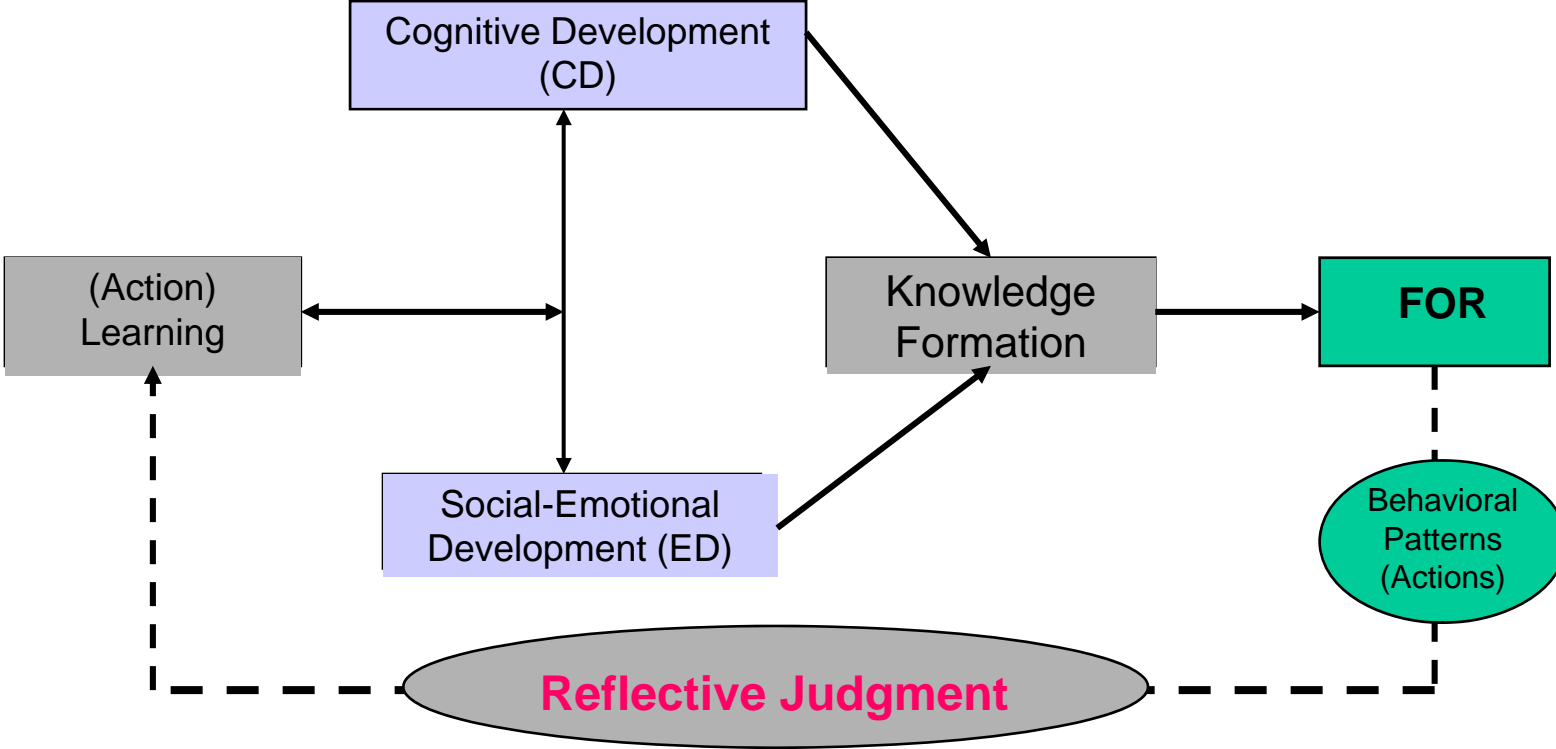 Cognitive Development
(CD)
(Action)
Learning
Knowledge
Formation
FOR
Social-Emotional
Development (ED)
Behavioral
Patterns
(Actions)
Reflective Judgment